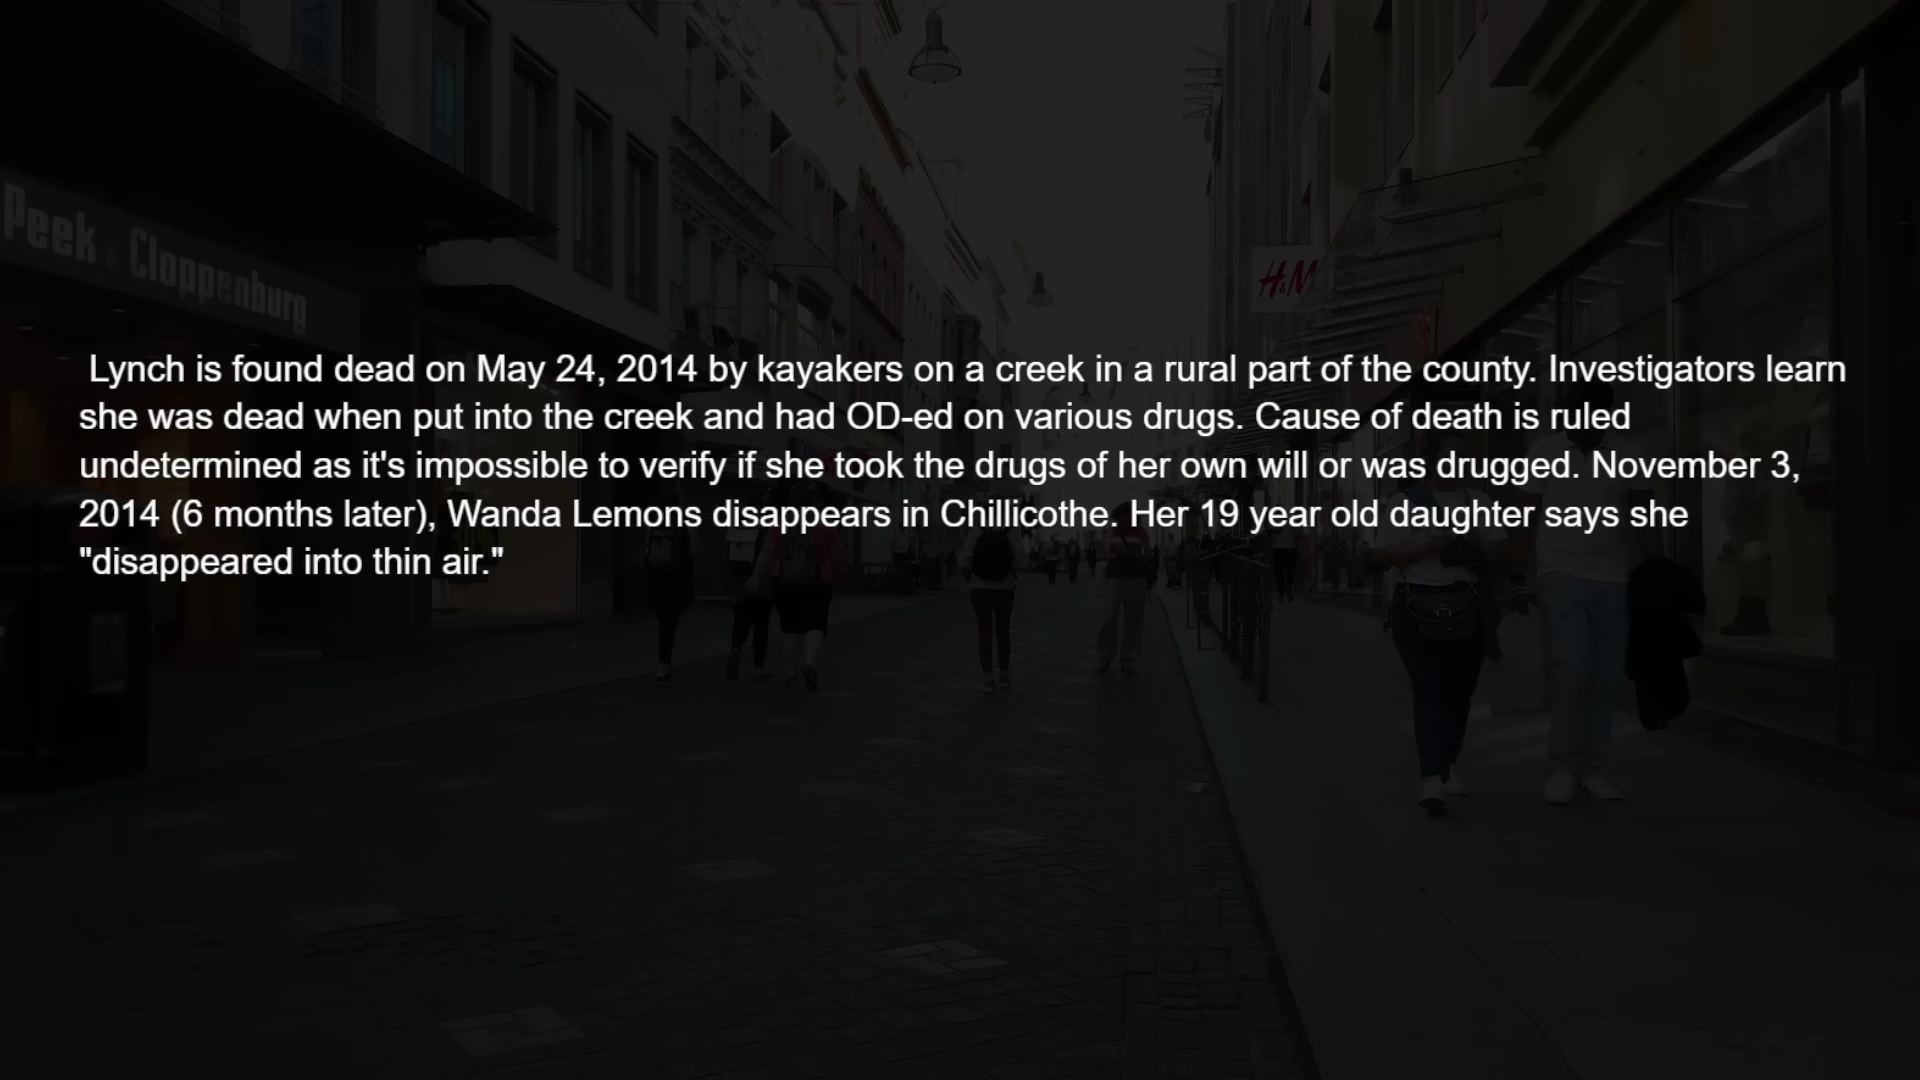 Peek & Cloppenburg
H&M
Lynch is found dead on May 24, 2014 by kayakers on a creek in a rural part of the county. Investigators learn
she was dead when put into the creek and had OD-ed on various drugs. Cause of death is ruled
undetermined as it's impossible to verify if she took the drugs of her own will or was drugged. November 3,
2014 (6 months later), Wanda Lemons disappears in Chillicothe. Her 19 year old daughter says she
"disappeared into thin air."